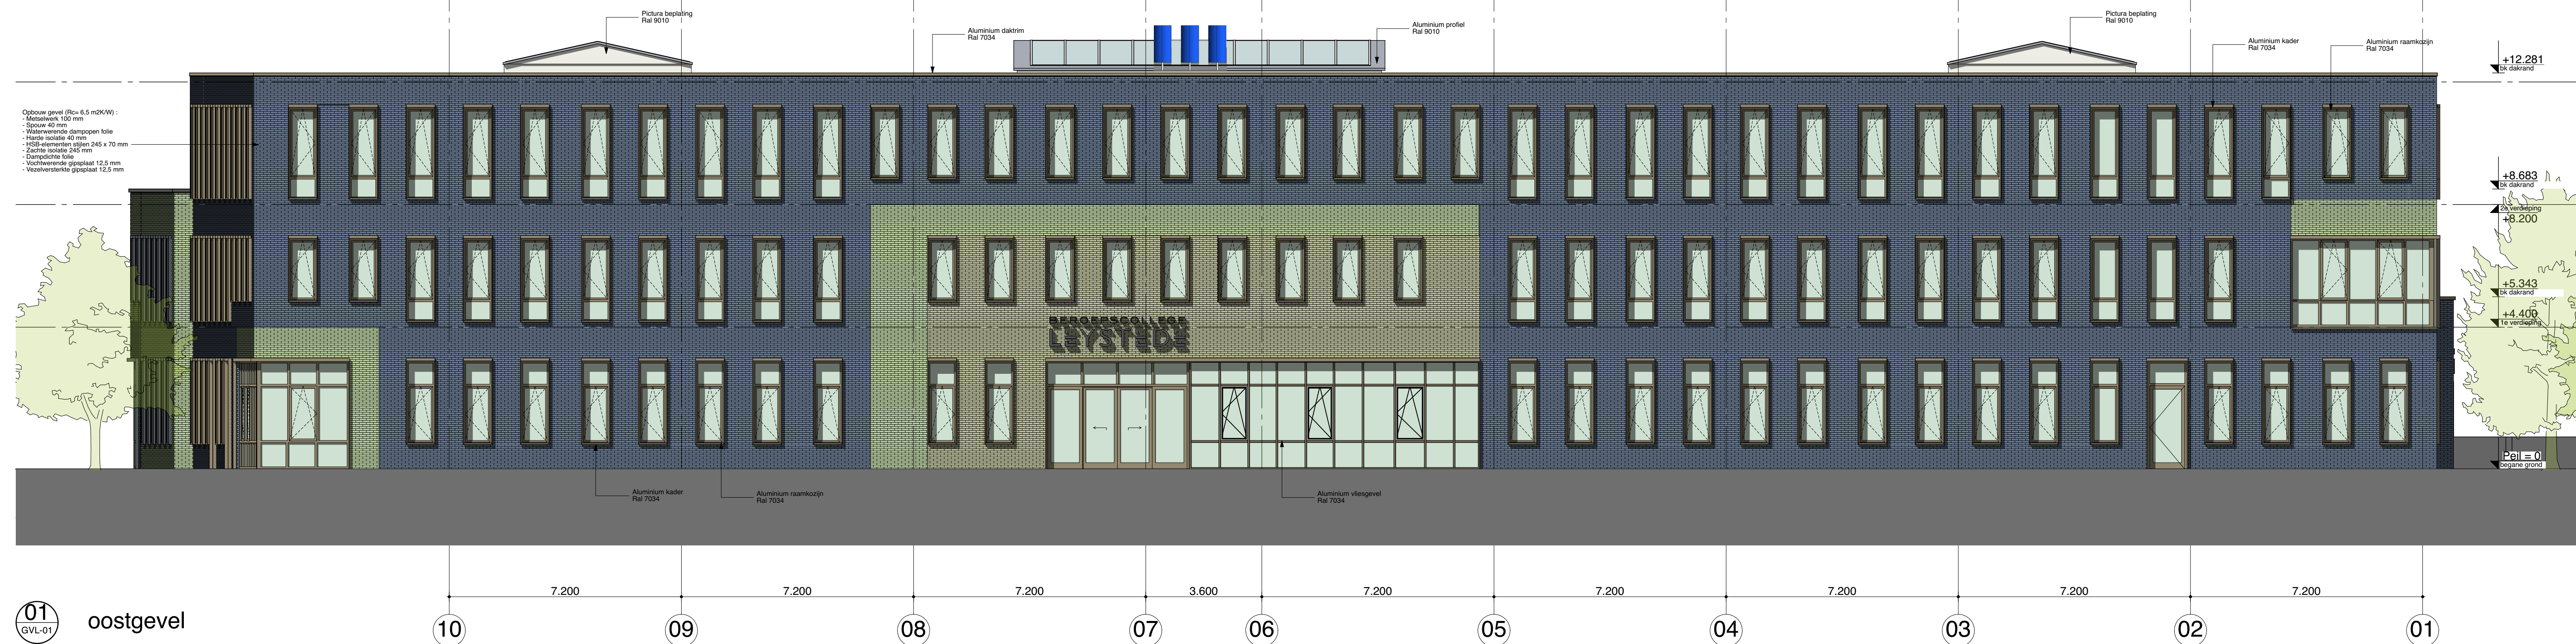 Pictura beplating
Ral 9010
Aluminium daktrim
Ral 7034
Aluminium profiel
Ral 9010
Pictura beplating
Ral 9010
Aluminium kader
Ral 7034
Aluminium raamkozijn
Ral 7034
+12.281
bk dakrand
Opbouw gevel (Rc= 6,5 m2K/W) :
- Metselwerk 100 mm
- Spouw 40 mm
- Waterwerende dampopen folie
- Harde isolatie 40 mm
- HSB-elementen stijlen 245 x 70 mm
- Zachte isolatie 245 mm
- Dampdichte folie
- Vochtwerende gipsplaat 12,5 mm
- Vezelversterkte gipsplaat 12,5 mm
+8.683
bk dakrand
2e verdieping
+8.200
+5.343
bk dakrand
+4.400
1e verdieping
BERGERSCOLLEGE
LEYSTEDE
Peil = 0
begane grond
Aluminium kader
Ral 7034
Aluminium raamkozijn
Ral 7034
Aluminium vliesgevel
Ral 7034
7.200
7.200
7.200
3.600
7.200
7.200
7.200
7.200
7.200
01
GVL-01
oostgevel
10
09
08
07
06
05
04
03
02
01